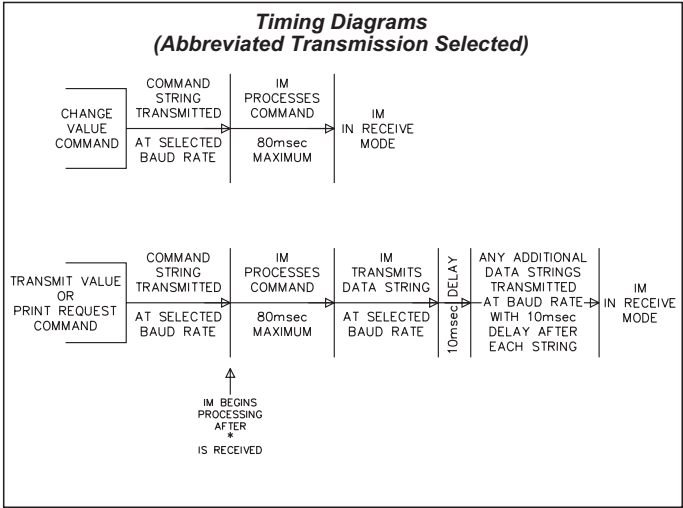 Timing Diagrams
(Abbreviated Transmission Selected)
CHANGE
VALUE
COMMAND
COMMAND
STRING
TRANSMITTED
AT SELECTED
BAUD RATE
IM
PROCESSES
COMMAND
80msec
MAXIMUM
IM
IN RECEIVE
MODE
TRANSMIT VALUE
OR
PRINT REQUEST
COMMAND
COMMAND
STRING
TRANSMITTED
AT SELECTED
BAUD RATE
IM
PROCESSES
COMMAND
80msec
MAXIMUM
IM
TRANSMITS
DATA STRING
AT SELECTED
BAUD RATE
10msec DELAY
ANY ADDITIONAL
DATA STRINGS
TRANSMITTED
AT BAUD RATE
WITH 10msec
DELAY AFTER
EACH STRING
IM
IN RECEIVE
MODE
IM BEGINS
PROCESSING
AFTER
*
IS RECEIVED